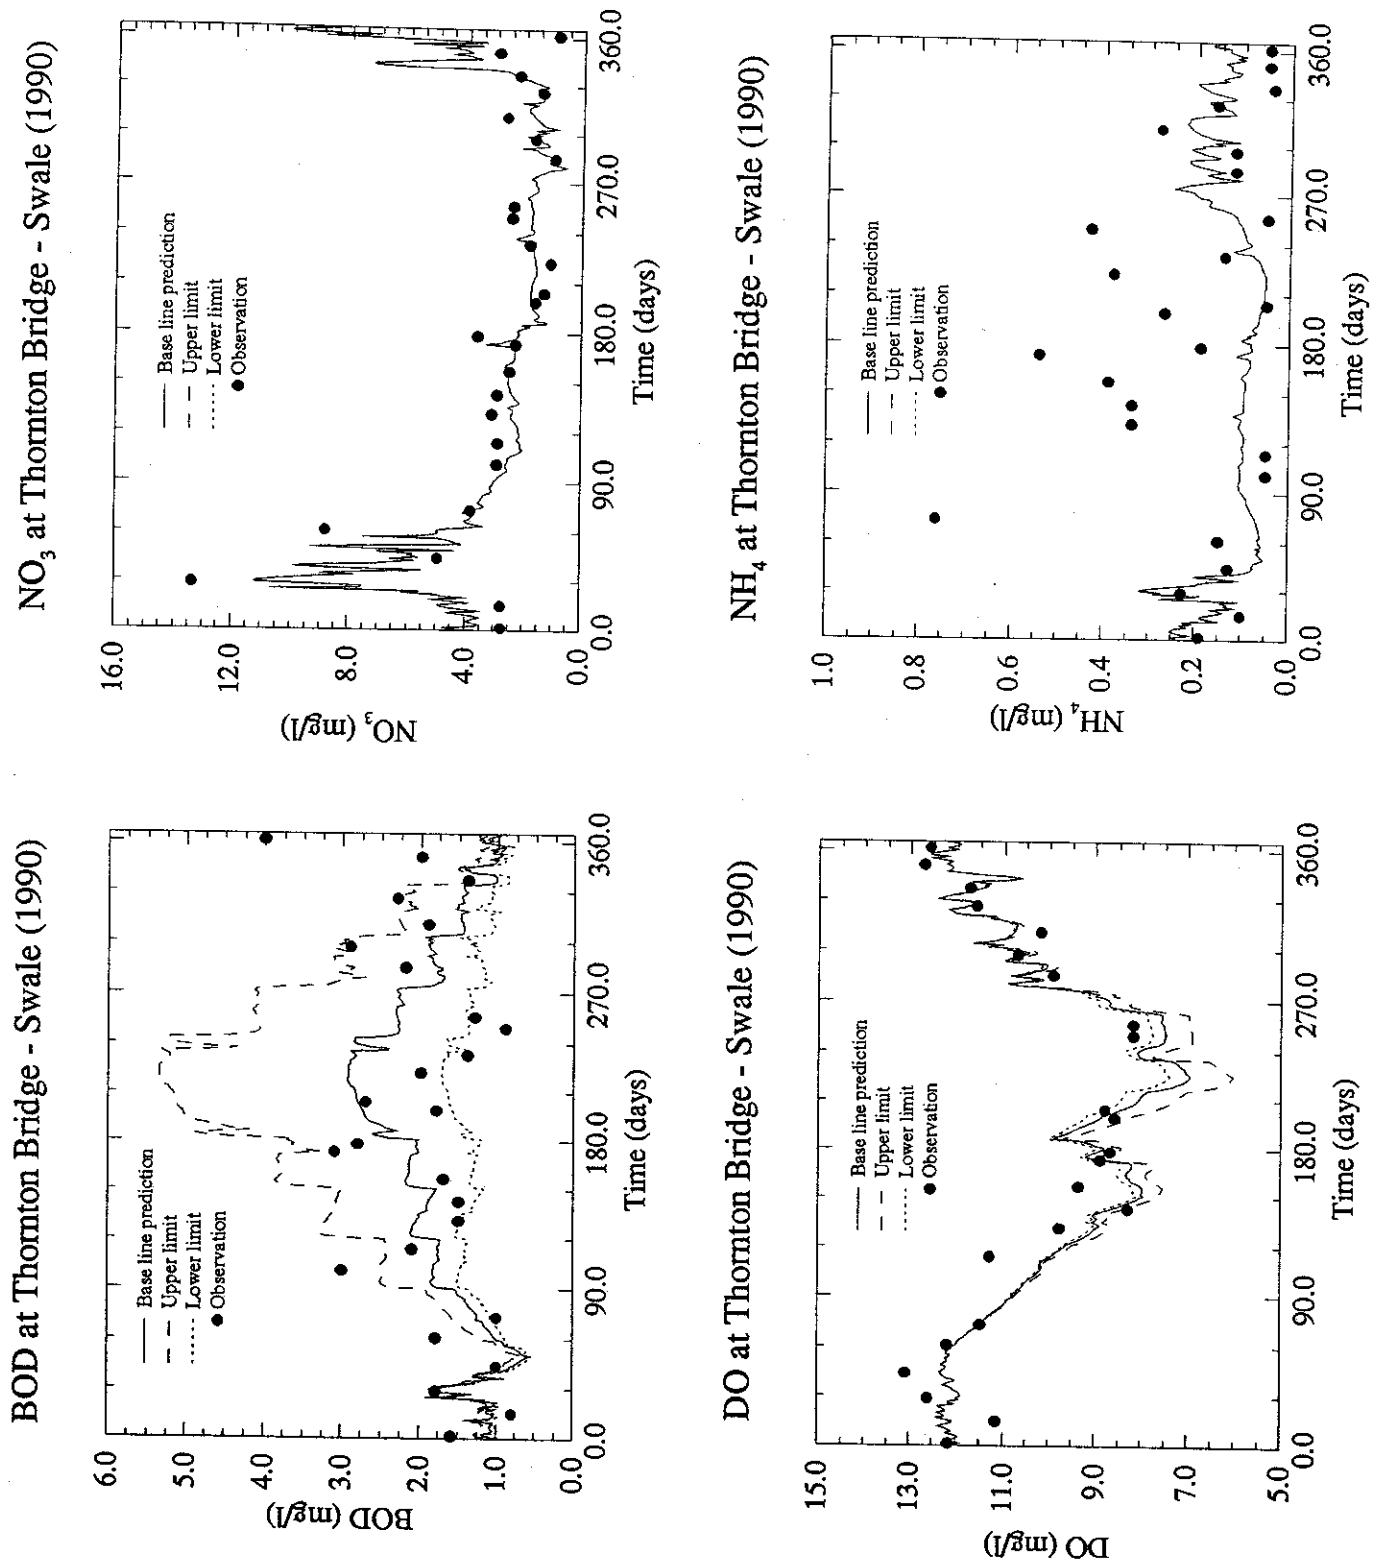 BOD at Thornton Bridge - Swale (1990)
BOD (mg/l)
6.0
5.0
4.0
3.0
2.0
1.0
0.0
Base line prediction
Upper limit
Lower limit
Observation
0.0
90.0
180.0
270.0
360.0
Time (days)
NO3 at Thornton Bridge - Swale (1990)
NO3 (mg/l)
16.0
12.0
8.0
4.0
0.0
Base line prediction
Upper limit
Lower limit
Observation
0.0
90.0
180.0
270.0
360.0
Time (days)
DO at Thornton Bridge - Swale (1990)
DO (mg/l)
15.0
13.0
11.0
9.0
7.0
5.0
Base line prediction
Upper limit
Lower limit
Observation
0.0
90.0
180.0
270.0
360.0
Time (days)
NH4 at Thornton Bridge - Swale (1990)
NH4 (mg/l)
1.0
0.8
0.6
0.4
0.2
0.0
Base line prediction
Upper limit
Lower limit
Observation
0.0
90.0
180.0
270.0
360.0
Time (days)